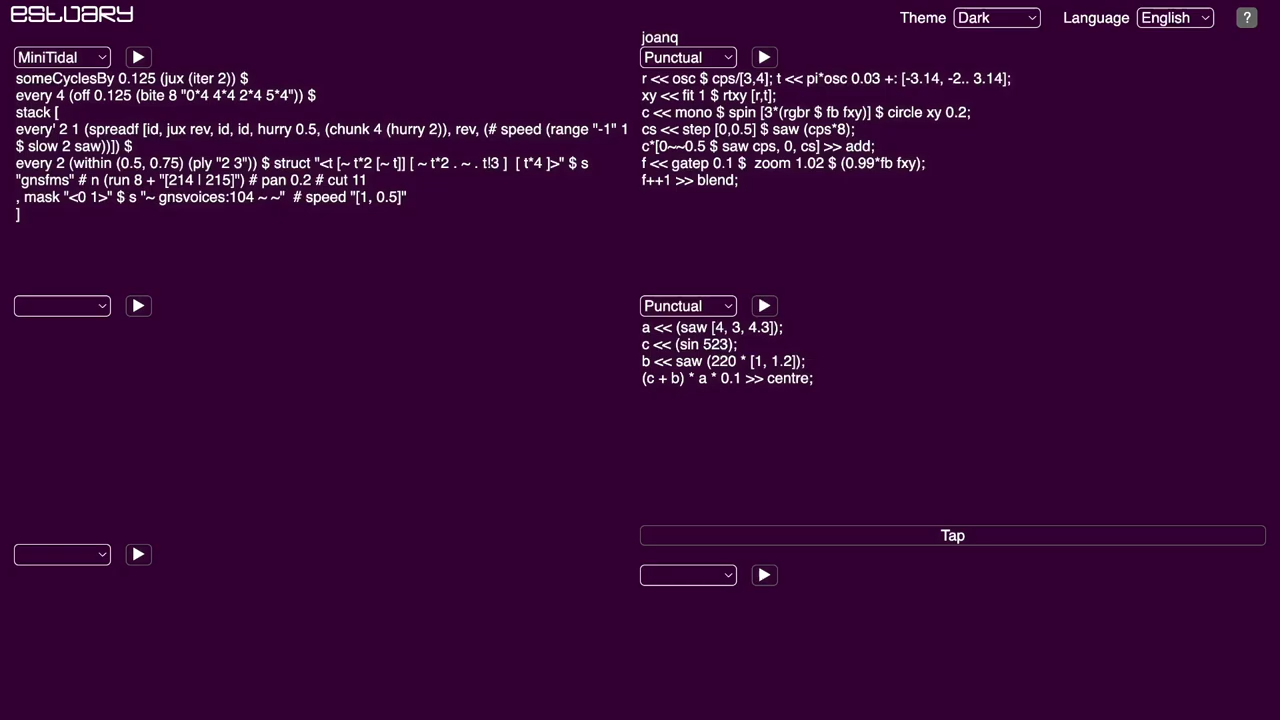 estuary
Theme Dark Language English ?
MiniTidal
someCyclesBy 0.125 (jux (iter 2)) $
every 4 (off 0.125 (bite 8 "0*4 4*4 2*4 5*4")) $
stack [
every' 2 1 (spreadf [id, jux rev, id, id, hurry 0.5, (chunk 4 (hurry 2)), rev, (# speed (range "-1" 1
$ slow 2 saw))]) $
every 2 (within (0.5, 0.75) (ply "2 3")) $ struct "<t [~ t*2 [~ t]] [ ~ t*2 . ~ . t!3 ]  [ t*4 ]>" $ s
"gnsfms" # n (run 8 + "[214 | 215]") # pan 0.2 # cut 11
, mask "<0 1>" $ s "~ gnsvoices:104 ~ ~"  # speed "[1, 0.5]"
]
joanq
Punctual
r << osc $ cps/[3,4]; t << pi*osc 0.03 +: [-3.14, -2.. 3.14];
xy << fit 1 $ rtxy [r,t];
c << mono $ spin [3*(rgbr $ fb fxy)] $ circle xy 0.2;
cs << step [0,0.5] $ saw (cps*8);
c*[0~~0.5 $ saw cps, 0, cs] >> add;
f << gatep 0.1 $  zoom 1.02 $ (0.99*fb fxy);
f++1 >> blend;
Punctual
a << (saw [4, 3, 4.3]);
c << (sin 523);
b << saw (220 * [1, 1.2]);
(c + b) * a * 0.1 >> centre;
Tap